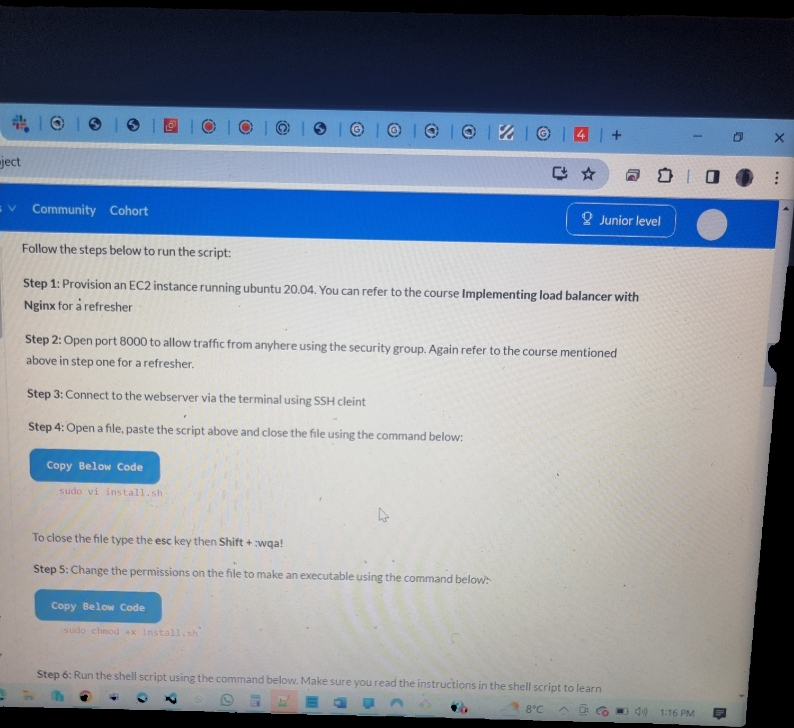 ject
Community Cohort
Junior level
Follow the steps below to run the script:
Step 1: Provision an EC2 instance running ubuntu 20.04. You can refer to the course Implementing load balancer with
Nginx for a refresher
Step 2: Open port 8000 to allow traffic from anyhere using the security group. Again refer to the course mentioned
above in step one for a refresher.
Step 3: Connect to the webserver via the terminal using SSH cleint
Step 4: Open a file, paste the script above and close the file using the command below:
Copy Below Code
sudo vi install.sh
To close the file type the esc key then Shift + :wqa!
Step 5: Change the permissions on the file to make an executable using the command below:
Copy Below Code
sudo chmod +x install.sh
Step 6: Run the shell script using the command below. Make sure you read the instructions in the shell script to learn
8°C
1:16 PM